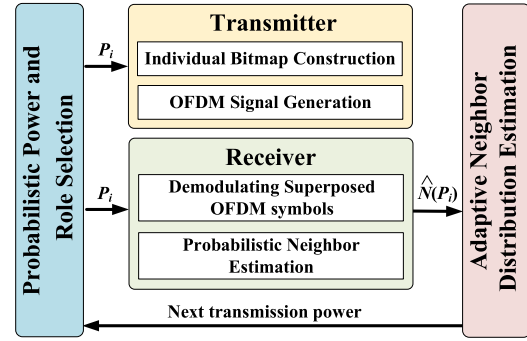 Probabilistic Power and
Role Selection
P_i
Transmitter
Individual Bitmap Construction
OFDM Signal Generation
P_i
Receiver
Demodulating Superposed
OFDM symbols
Probabilistic Neighbor
Estimation
N̂(P_i)
Adaptive Neighbor
Distribution Estimation
Next transmission power